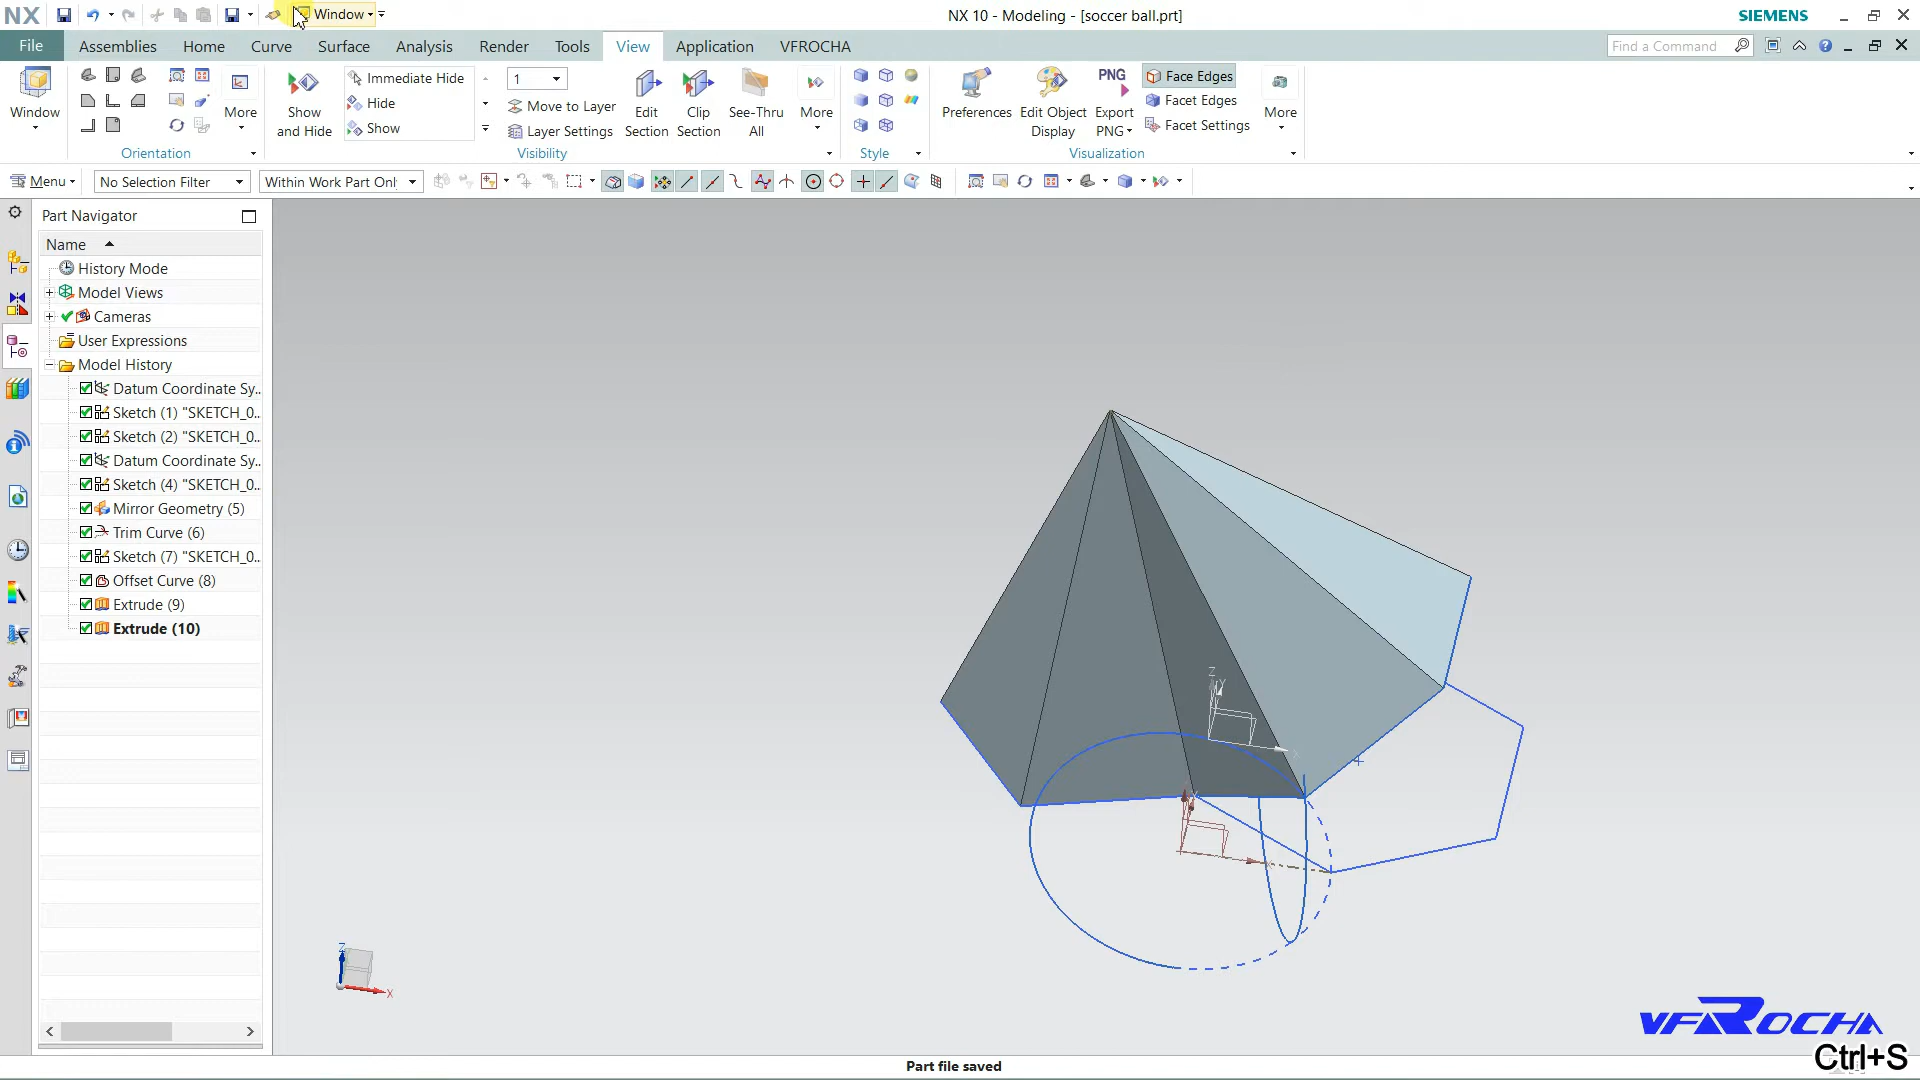 NX
Window
NX 10 - Modeling - [soccer ball.prt]
SIEMENS
File
Assemblies
Home
Curve
Surface
Analysis
Render
Tools
View
Application
VFROCHA
Find a Command
Window
More
Orientation
Show and Hide
Immediate Hide
Hide
Show
1
Move to Layer
Layer Settings
Edit Section
Clip Section
See-Thru All
More
Visibility
Style
Preferences
Edit Object Display
PNG
Export PNG
Face Edges
Facet Edges
Facet Settings
More
Visualization
Menu
No Selection Filter
Within Work Part Onl
Part Navigator
Name
History Mode
Model Views
Cameras
User Expressions
Model History
Datum Coordinate Sy...
Sketch (1) "SKETCH_0...
Sketch (2) "SKETCH_0...
Datum Coordinate Sy...
Sketch (4) "SKETCH_0...
Mirror Geometry (5)
Trim Curve (6)
Sketch (7) "SKETCH_0...
Offset Curve (8)
Extrude (9)
Extrude (10)
Z
Y
X
Z
X
VFAROCHA
Part file saved
Ctrl+S